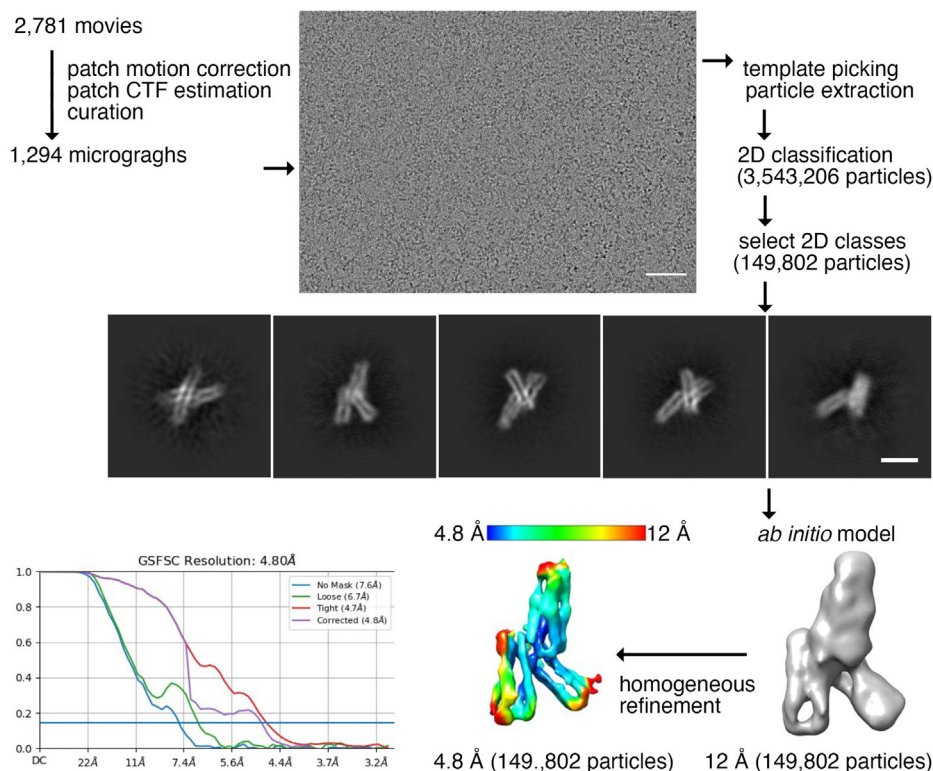 2,781 movies
patch motion correction
patch CTF estimation
curation
1,294 micrograghs
template picking
particle extraction
2D classification
(3,543,206 particles)
select 2D classes
(149,802 particles)
4.8 Å
12 Å
ab initio model
GSFSC Resolution: 4.80Å
1.0
0.8
0.6
0.4
0.2
0.0
No Mask (7.6Å)
Loose (6.7Å)
Tight (4.7Å)
Corrected (4.8Å)
DC
22Å
11Å
7.4Å
5.6Å
4.4Å
3.7Å
3.2Å
homogeneous
refinement
4.8 Å (149.,802 particles)
12 Å (149,802 particles)